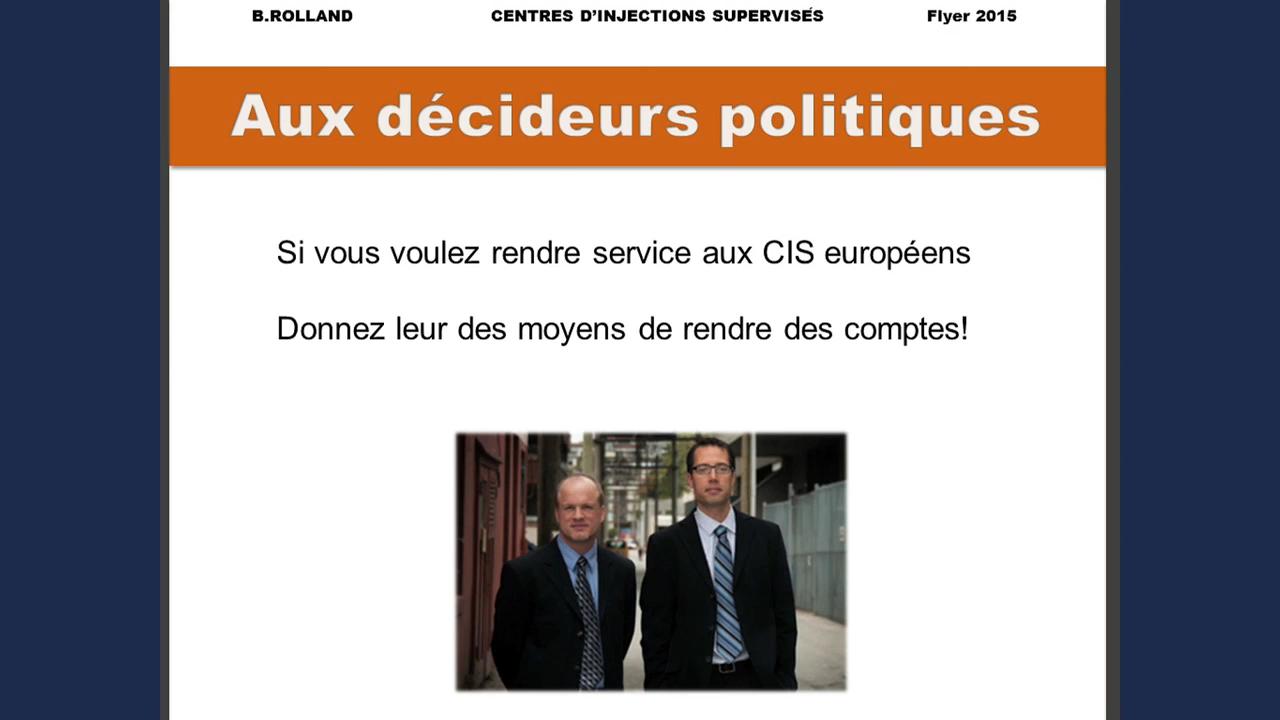 B.ROLLAND CENTRES D’INJECTIONS SUPERVISÉS Flyer 2015
Aux décideurs politiques
Si vous voulez rendre service aux CIS européens
Donnez leur des moyens de rendre des comptes!